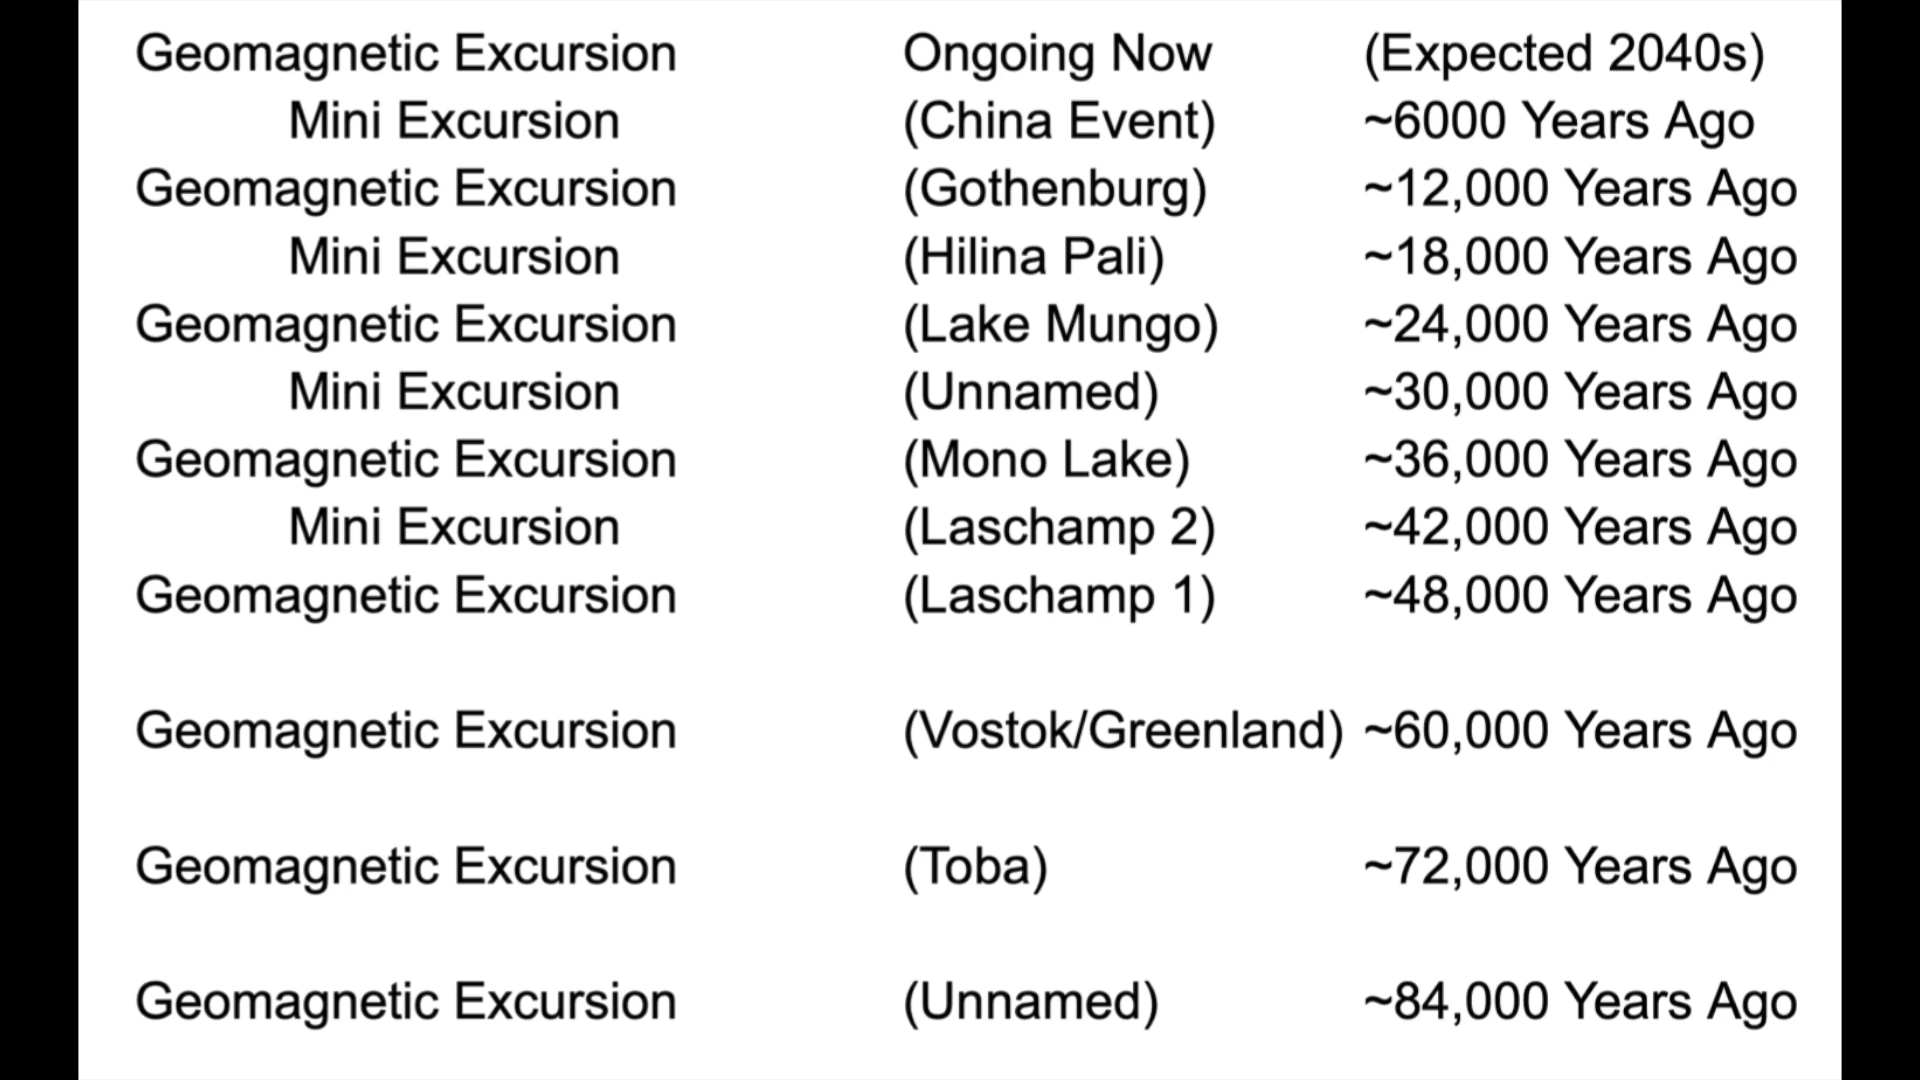 Geomagnetic Excursion Ongoing Now (Expected 2040s)
Mini Excursion (China Event) ~6000 Years Ago
Geomagnetic Excursion (Gothenburg) ~12,000 Years Ago
Mini Excursion (Hilina Pali) ~18,000 Years Ago
Geomagnetic Excursion (Lake Mungo) ~24,000 Years Ago
Mini Excursion (Unnamed) ~30,000 Years Ago
Geomagnetic Excursion (Mono Lake) ~36,000 Years Ago
Mini Excursion (Laschamp 2) ~42,000 Years Ago
Geomagnetic Excursion (Laschamp 1) ~48,000 Years Ago
Geomagnetic Excursion (Vostok/Greenland) ~60,000 Years Ago
Geomagnetic Excursion (Toba) ~72,000 Years Ago
Geomagnetic Excursion (Unnamed) ~84,000 Years Ago